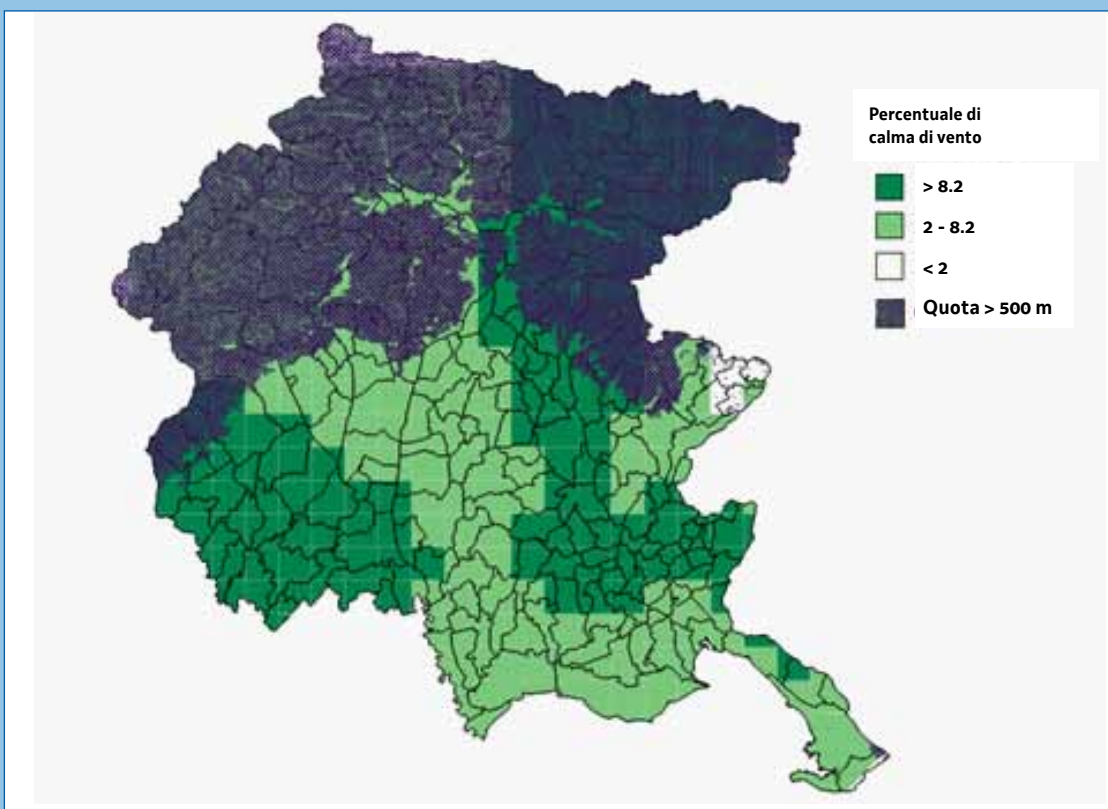 Percentuale di
calma di vento
> 8.2
2 - 8.2
< 2
Quota > 500 m